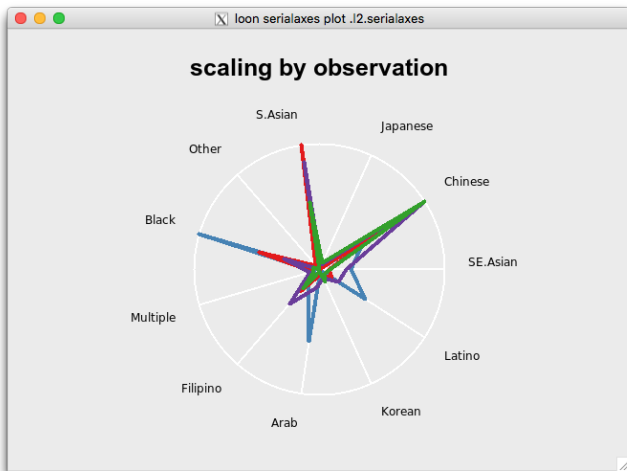 loon serialaxes plot .l2.serialaxes
scaling by observation
S.Asian
Japanese
Other
Chinese
Black
SE.Asian
Multiple
Latino
Filipino
Korean
Arab